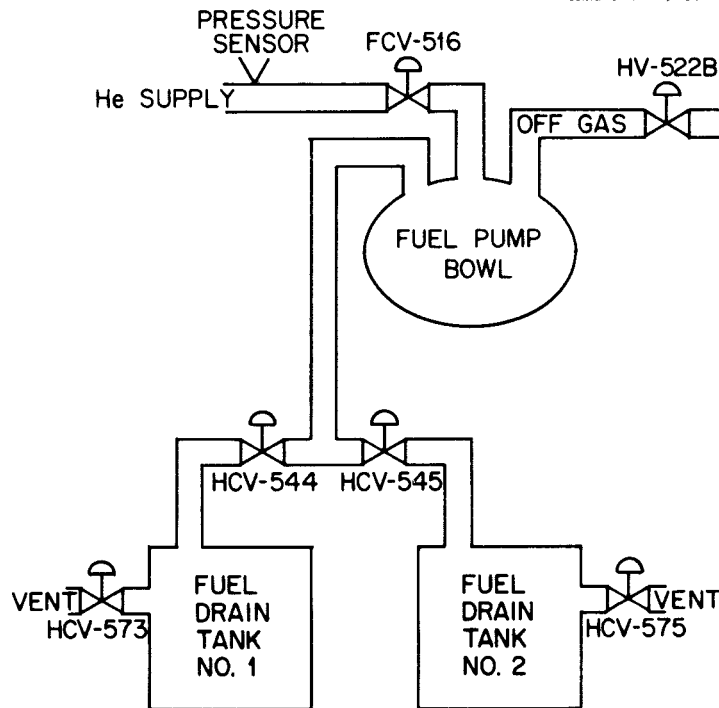 PRESSURE
SENSOR
FCV-516
HV-522B
He SUPPLY
OFF GAS
FUEL PUMP
BOWL
HCV-544
HCV-545
VENT
HCV-573
FUEL
DRAIN
TANK
NO. 1
FUEL
DRAIN
TANK
NO. 2
VENT
HCV-575